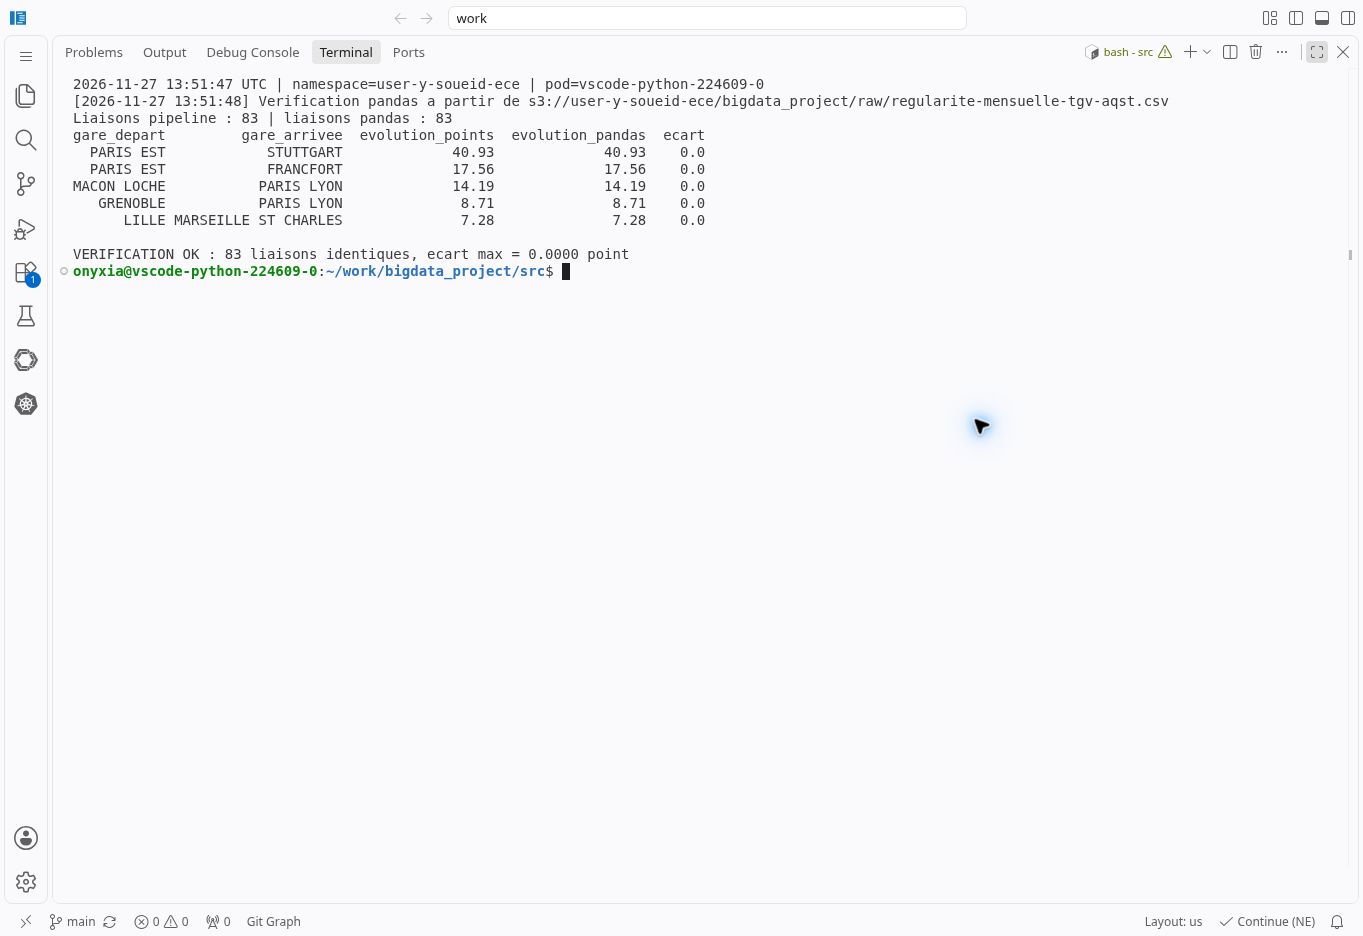 work
Problems Output Debug Console Terminal Ports bash - src
2026-11-27 13:51:47 UTC | namespace=user-y-soueid-ece | pod=vscode-python-224609-0
[2026-11-27 13:51:48] Verification pandas a partir de s3://user-y-soueid-ece/bigdata_project/raw/regularite-mensuelle-tgv-aqst.csv
Liaisons pipeline : 83 | liaisons pandas : 83
gare_depart gare_arrivee evolution_points evolution_pandas ecart
PARIS EST STUTTGART 40.93 40.93 0.0
PARIS EST FRANCFORT 17.56 17.56 0.0
MACON LOCHE PARIS LYON 14.19 14.19 0.0
GRENOBLE PARIS LYON 8.71 8.71 0.0
LILLE MARSEILLE ST CHARLES 7.28 7.28 0.0
VERIFICATION OK : 83 liaisons identiques, ecart max = 0.0000 point
onyxia@vscode-python-224609-0:~/work/bigdata_project/src$
1
main 0 0 0 Git Graph Layout: us Continue (NE)